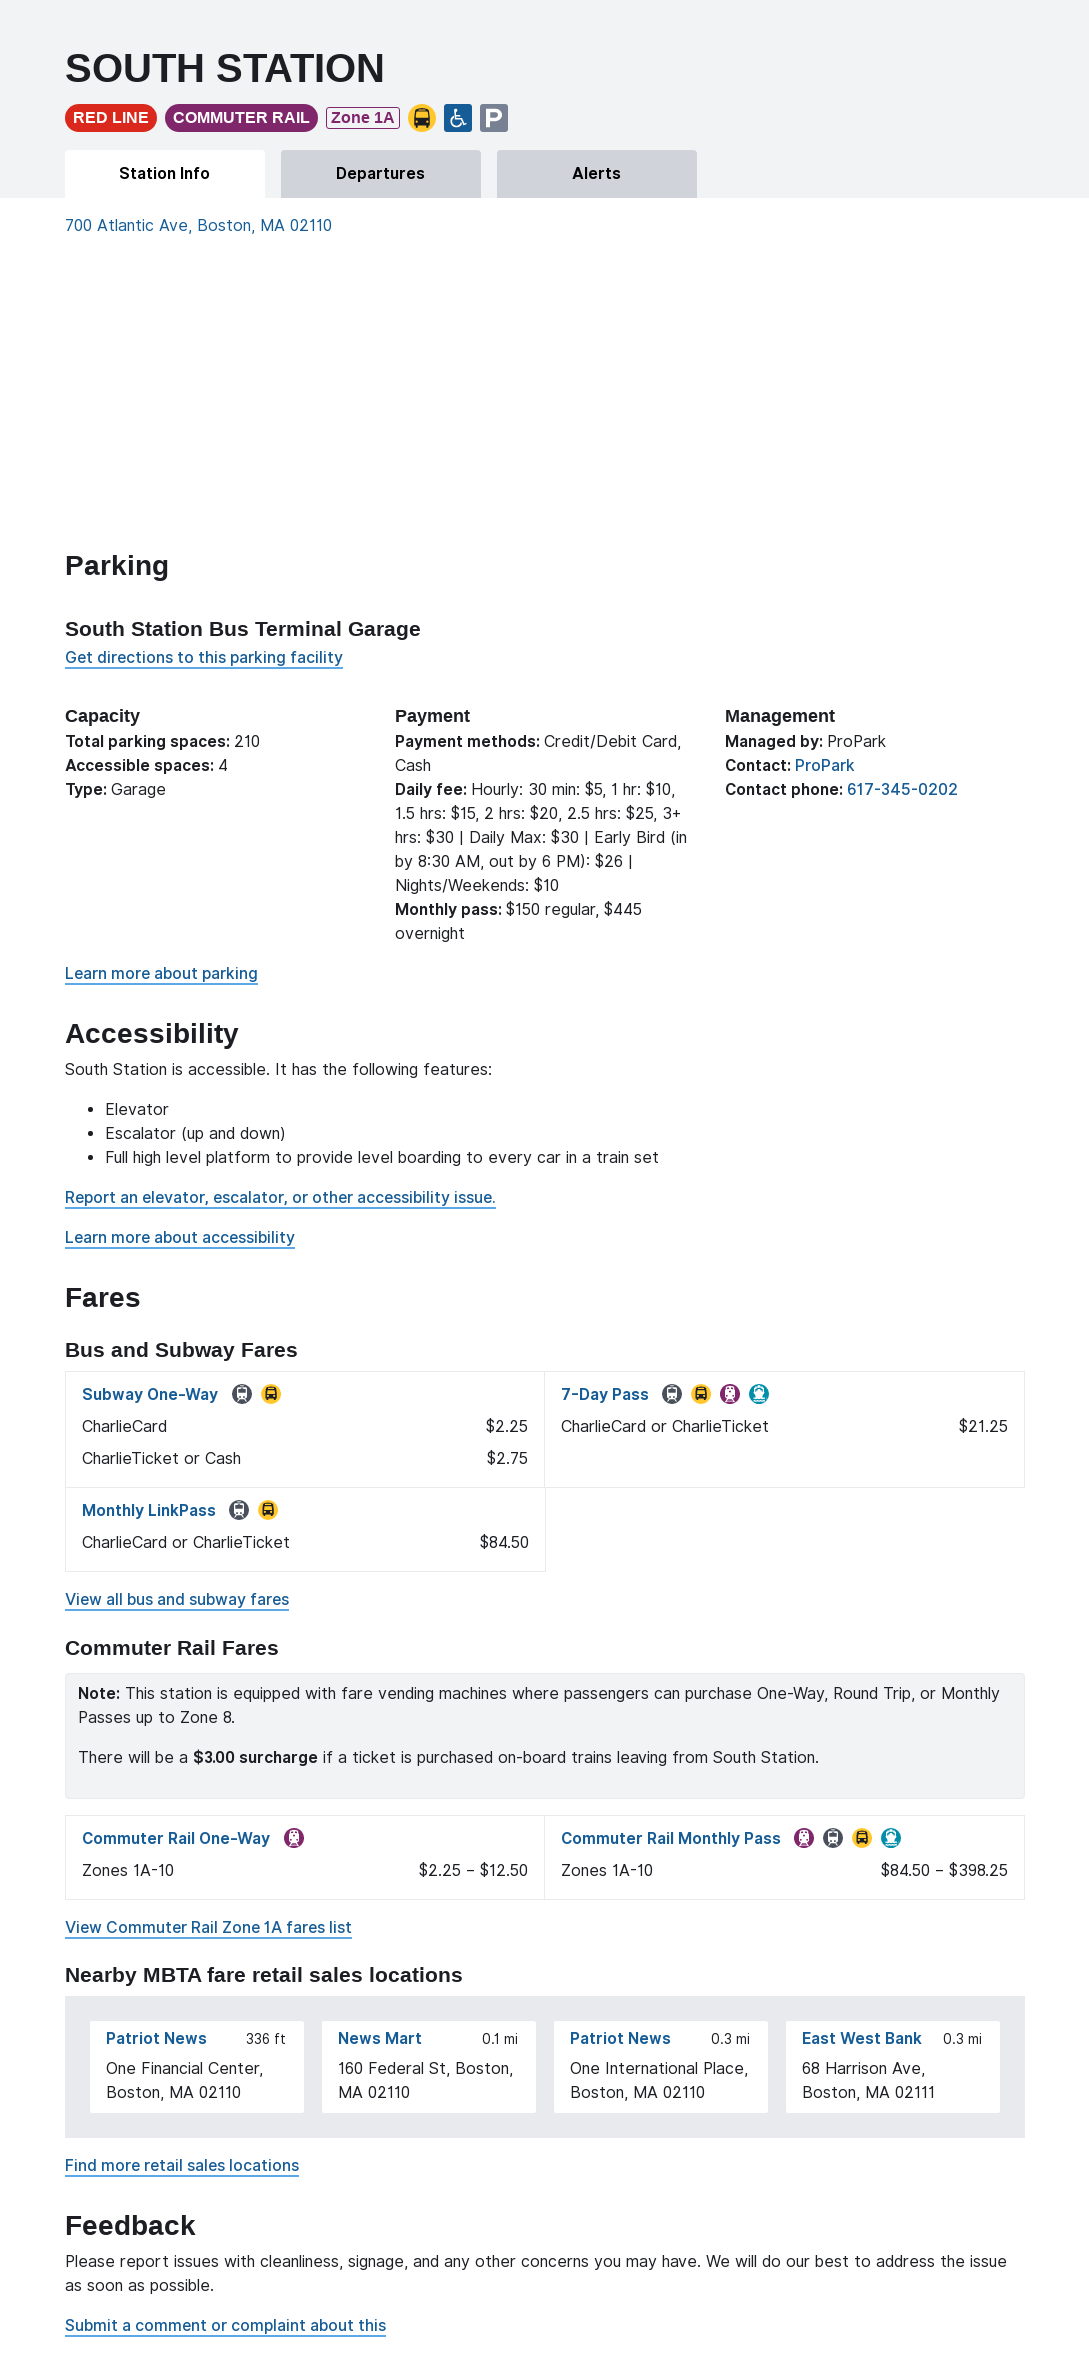 SOUTH STATION
RED LINE COMMUTER RAIL Zone 1A P
Station Info Departures Alerts
700 Atlantic Ave, Boston, MA 02110
Parking
South Station Bus Terminal Garage
Get directions to this parking facility
Capacity
Total parking spaces: 210
Accessible spaces: 4
Type: Garage
Payment
Payment methods: Credit/Debit Card,
Cash
Daily fee: Hourly: 30 min: $5, 1 hr: $10,
1.5 hrs: $15, 2 hrs: $20, 2.5 hrs: $25, 3+
hrs: $30 | Daily Max: $30 | Early Bird (in
by 8:30 AM, out by 6 PM): $26 |
Nights/Weekends: $10
Monthly pass: $150 regular, $445
overnight
Management
Managed by: ProPark
Contact: ProPark
Contact phone: 617-345-0202
Learn more about parking
Accessibility
South Station is accessible. It has the following features:
• Elevator
• Escalator (up and down)
• Full high level platform to provide level boarding to every car in a train set
Report an elevator, escalator, or other accessibility issue.
Learn more about accessibility
Fares
Bus and Subway Fares
Subway One-Way
CharlieCard $2.25
CharlieTicket or Cash $2.75
7-Day Pass
CharlieCard or CharlieTicket $21.25
Monthly LinkPass
CharlieCard or CharlieTicket $84.50
View all bus and subway fares
Commuter Rail Fares
Note: This station is equipped with fare vending machines where passengers can purchase One-Way, Round Trip, or Monthly
Passes up to Zone 8.
There will be a $3.00 surcharge if a ticket is purchased on-board trains leaving from South Station.
Commuter Rail One-Way
Zones 1A-10 $2.25 – $12.50
Commuter Rail Monthly Pass
Zones 1A-10 $84.50 – $398.25
View Commuter Rail Zone 1A fares list
Nearby MBTA fare retail sales locations
Patriot News 336 ft
One Financial Center,
Boston, MA 02110
News Mart 0.1 mi
160 Federal St, Boston,
MA 02110
Patriot News 0.3 mi
One International Place,
Boston, MA 02110
East West Bank 0.3 mi
68 Harrison Ave,
Boston, MA 02111
Find more retail sales locations
Feedback
Please report issues with cleanliness, signage, and any other concerns you may have. We will do our best to address the issue
as soon as possible.
Submit a comment or complaint about this